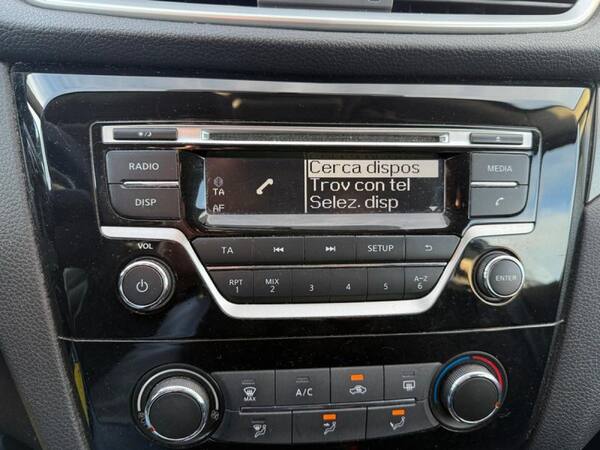 RADIO
MEDIA
DISP
TA
AF
Cerca dispos
Trov con tel
Selez. disp
VOL
TA
SETUP
RPT
1
MIX
2
3
4
5
A-Z
6
ENTER
MAX
A/C